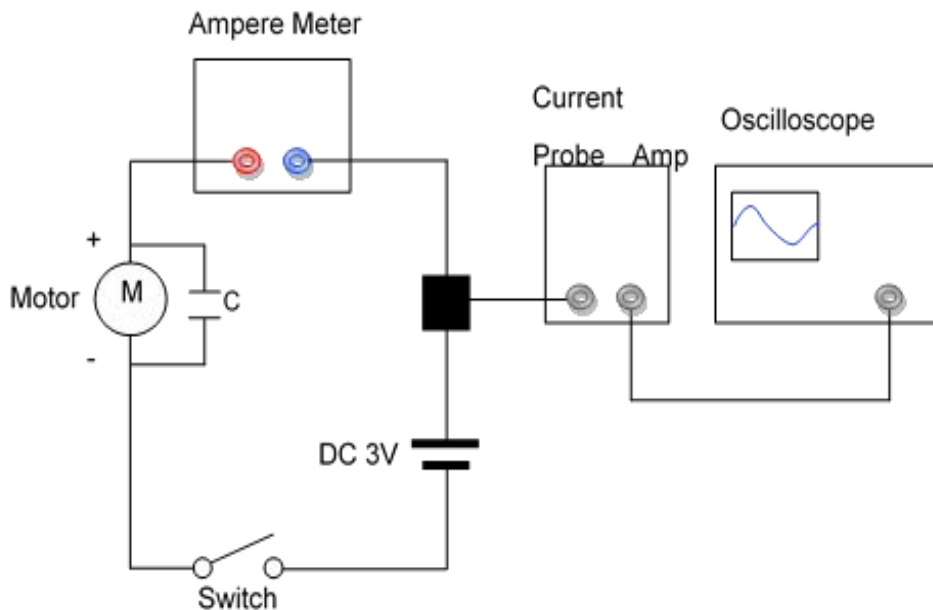 Ampere Meter
Current
Probe Amp
Oscilloscope
+
Motor
M
C
-
DC 3V
Switch